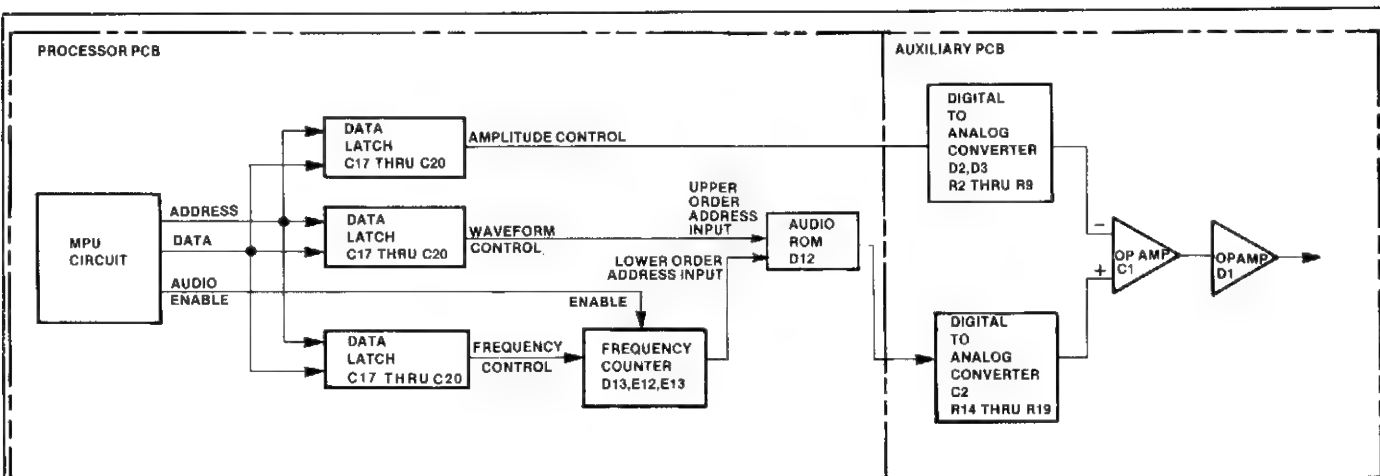 PROCESSOR PCB
AUXILIARY PCB
MPU
CIRCUIT
ADDRESS
DATA
AUDIO
ENABLE
DATA
LATCH
C17 THRU C20
AMPLITUDE CONTROL
DATA
LATCH
C17 THRU C20
WAVEFORM
CONTROL
UPPER
ORDER
ADDRESS
INPUT
LOWER ORDER
ADDRESS INPUT
AUDIO
ROM
D12
ENABLE
DATA
LATCH
C17 THRU C20
FREQUENCY
CONTROL
FREQUENCY
COUNTER
D13,E12,E13
DIGITAL
TO
ANALOG
CONVERTER
D2,D3
R2 THRU R9
DIGITAL
TO
ANALOG
CONVERTER
C2
R14 THRU R19
−
+
OP AMP
C1
OPAMP
D1